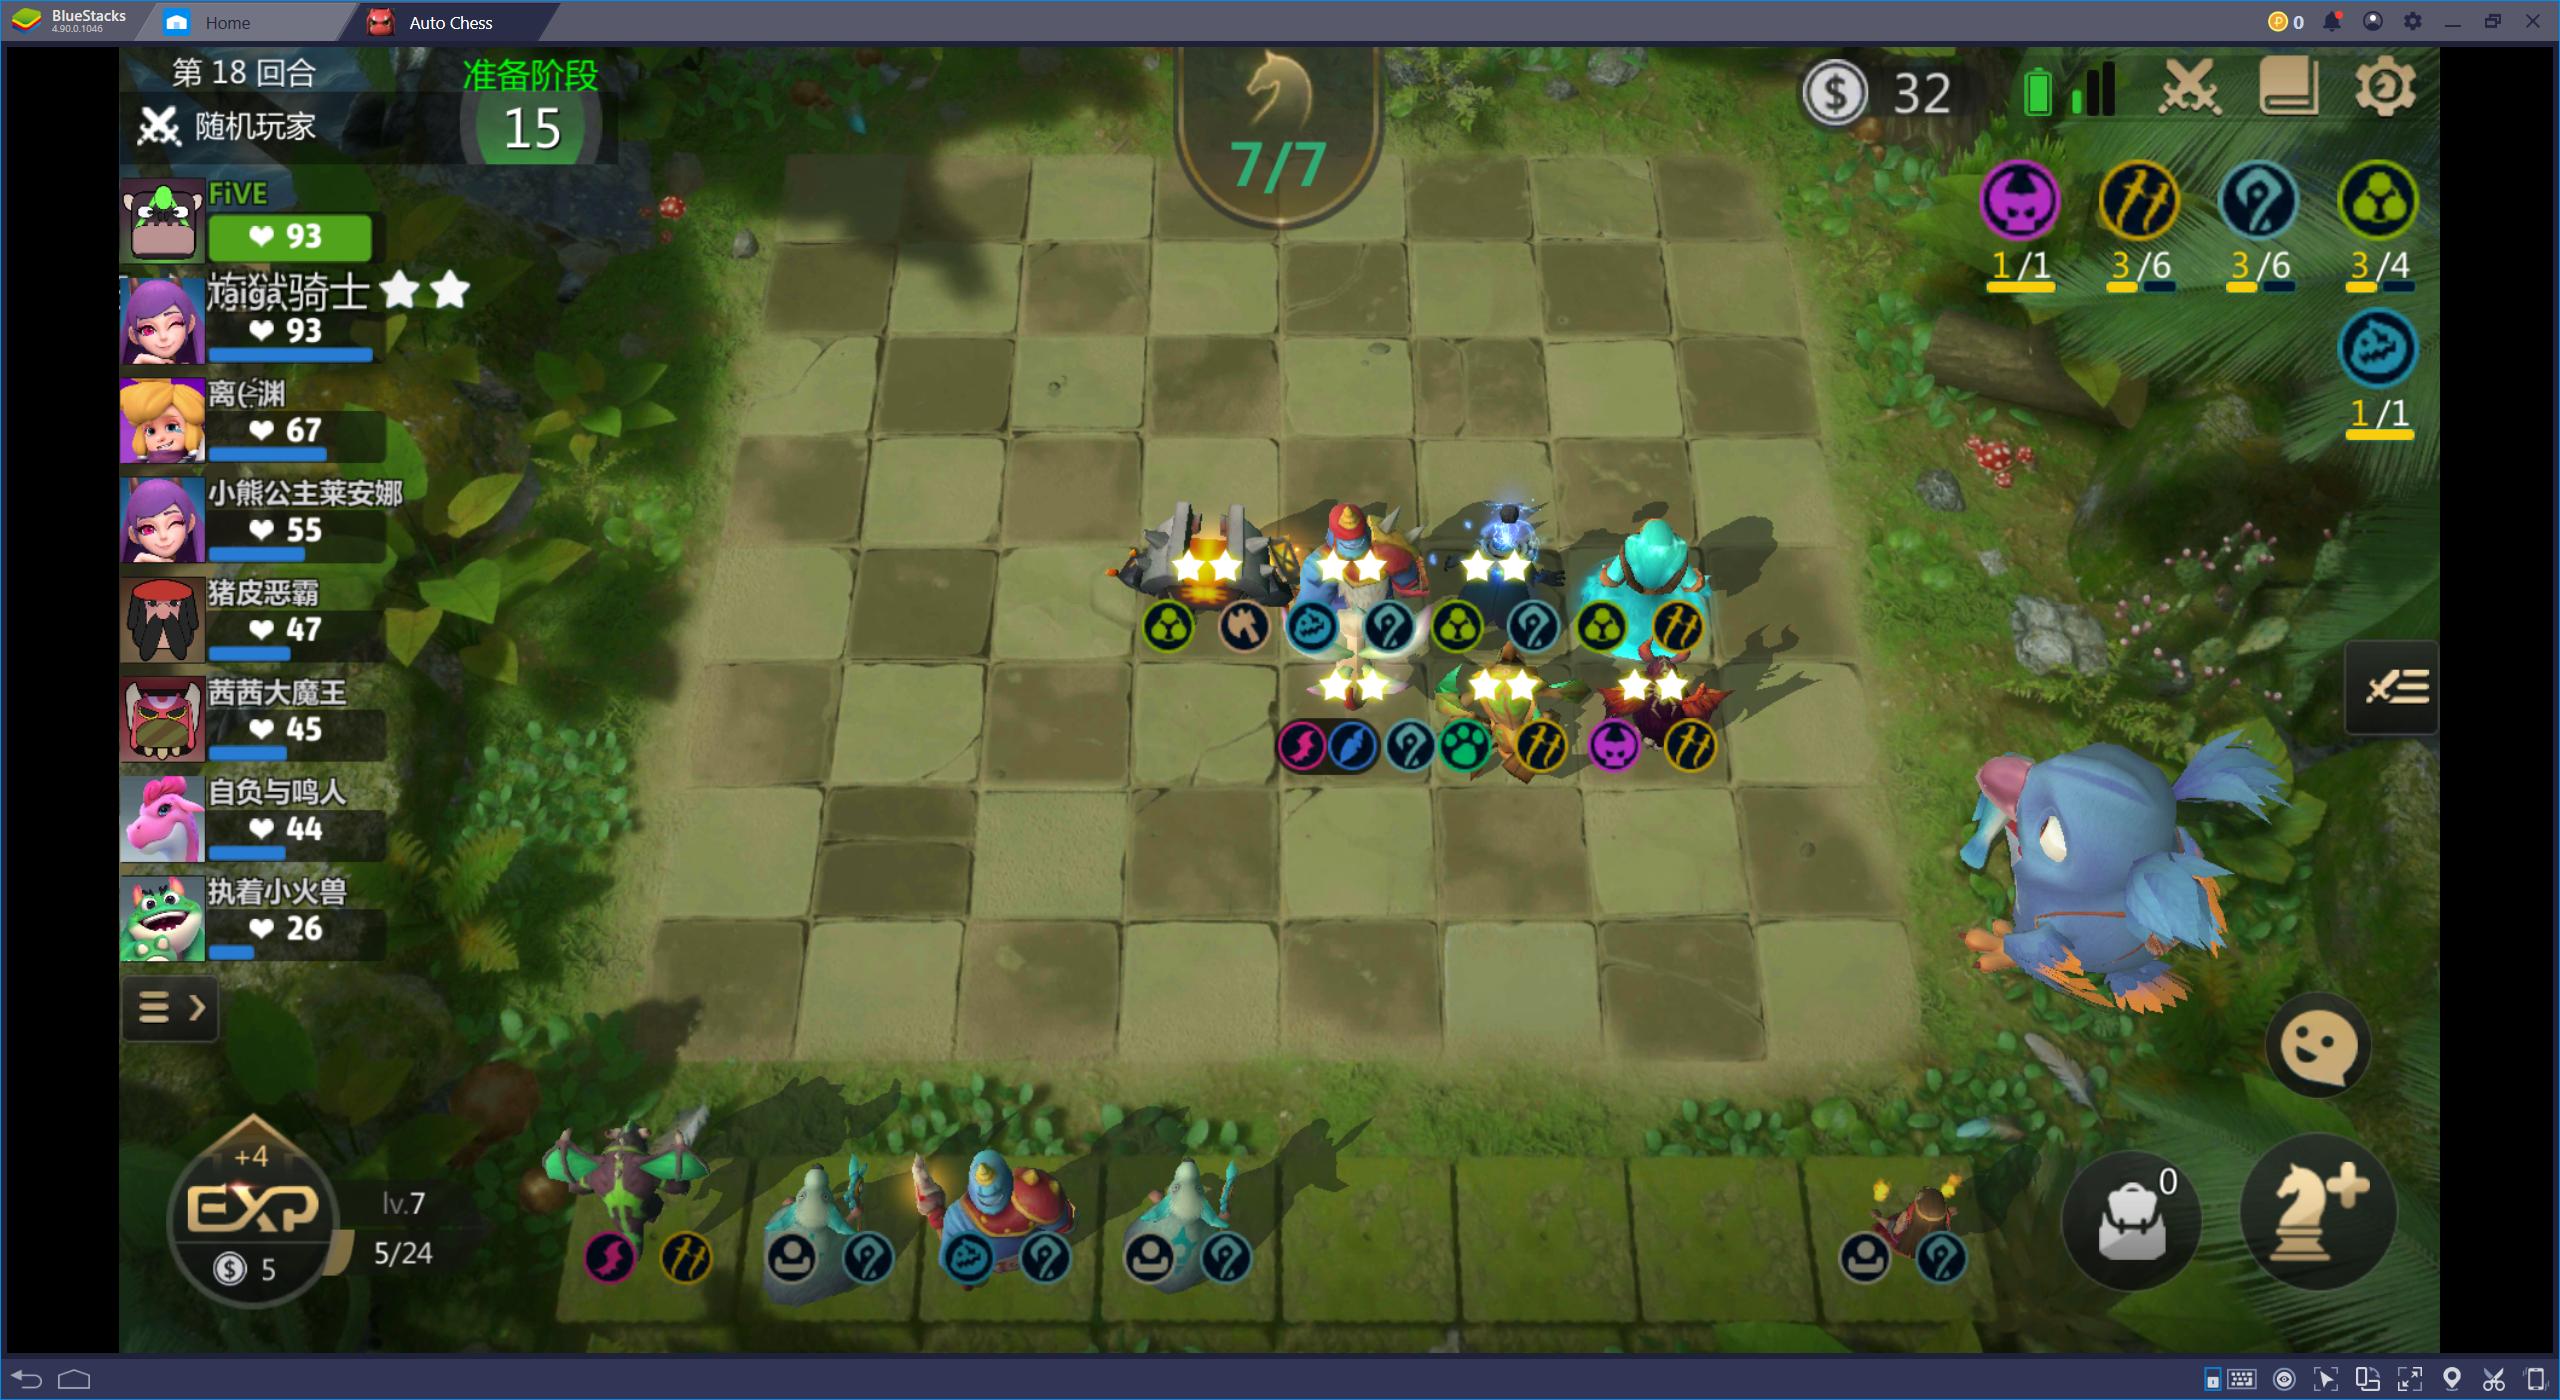 BlueStacks
4.90.0.1046
Home
Auto Chess
0
第 18 回合
准备阶段
随机玩家
15
7/7
32
FiVE
93
骑士
Taiga
93
离(
渊
67
小熊公主莱安娜
55
猪皮恶霸
47
茜茜大魔王
45
自负与鸣人
44
执着小火兽
26
1/1
3/6
3/6
3/4
1/1
+4
EXP
5
lv.7
5/24
0